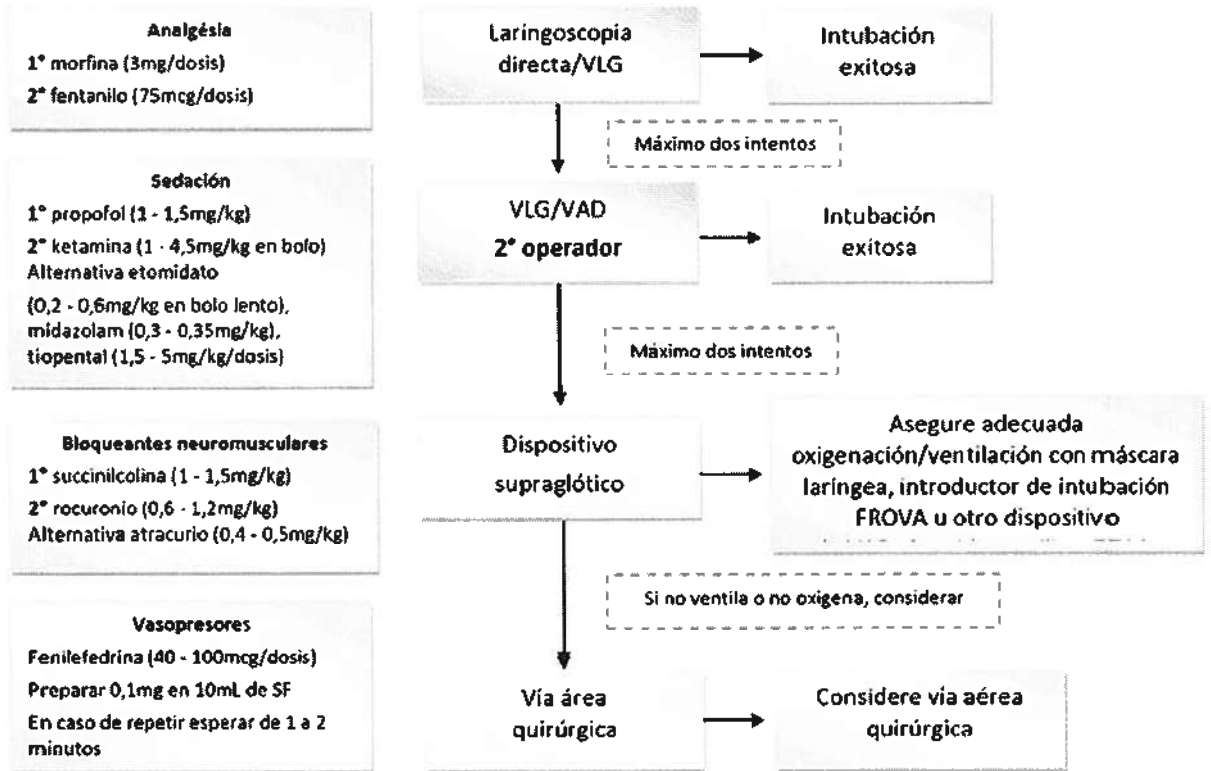 Analgésia
1° morfina (3mg/dosis)
2° fentanilo (75mcg/dosis)
Sedación
1° propofol (1 - 1,5mg/kg)
2° ketamina (1 - 4,5mg/kg en bolo)
Alternativa etomidato
(0,2 - 0,6mg/kg en bolo lento),
midazolam (0,3 - 0,35mg/kg),
tiopental (1,5 - 5mg/kg/dosis)
Bloqueantes neuromusculares
1° succinilcolina (1 - 1,5mg/kg)
2° rocuronio (0,6 - 1,2mg/kg)
Alternativa atracurio (0,4 - 0,5mg/kg)
Vasopresores
Fenilefedrina (40 - 100mcg/dosis)
Preparar 0,1mg en 10mL de SF
En caso de repetir esperar de 1 a 2
minutos
Laringoscopia
directa/VLG
Intubación
exitosa
Máximo dos intentos
VLG/VAD
2° operador
Intubación
exitosa
Máximo dos intentos
Dispositivo
supraglótico
Asegure adecuada
oxigenación/ventilación con máscara
laríngea, introductor de intubación
FROVA u otro dispositivo
Si no ventila o no oxigena, considerar
Vía área
quirúrgica
Considere vía aérea
quirúrgica